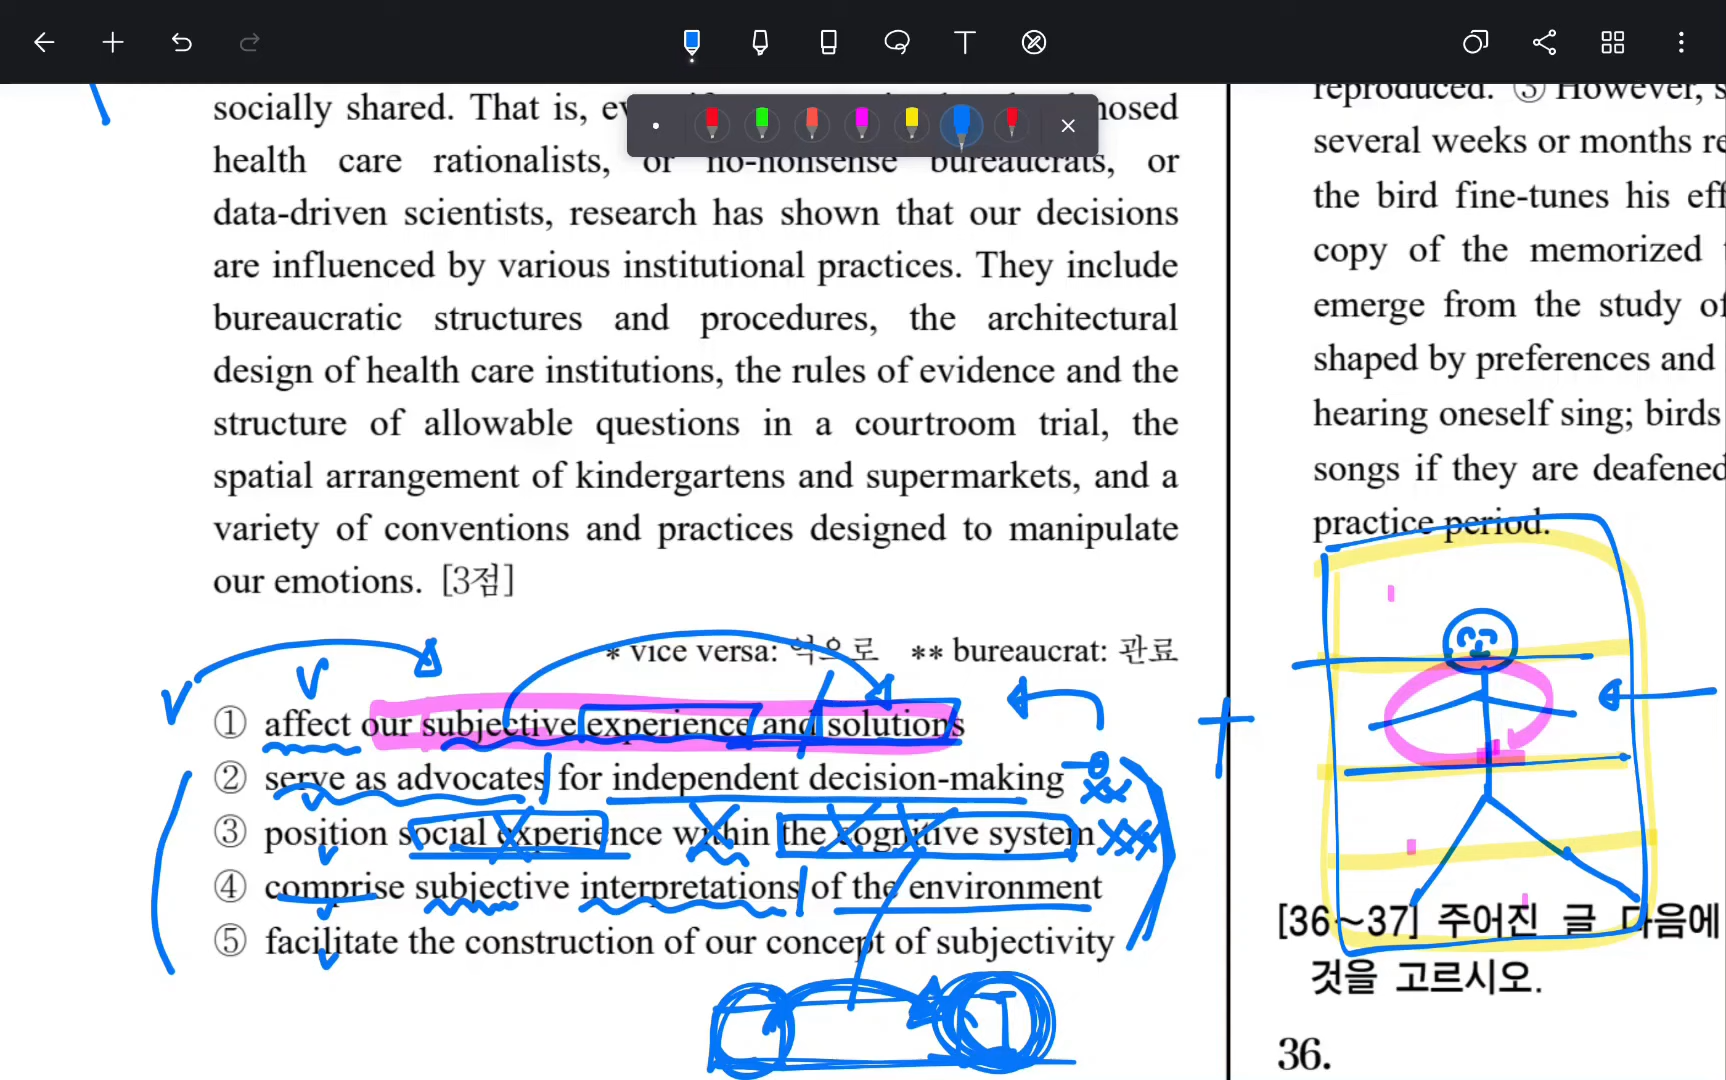 socially shared. That is,
health care rationalists, or no-nonsense bureaucrats, or
data-driven scientists, research has shown that our decisions
are influenced by various institutional practices. They include
bureaucratic structures and procedures, the architectural
design of health care institutions, the rules of evidence and the
structure of allowable questions in a courtroom trial, the
spatial arrangement of kindergartens and supermarkets, and a
variety of conventions and practices designed to manipulate
our emotions. [3점]
* vice versa: 역으로 ** bureaucrat: 관료
① affect our subjective experience and solutions
② serve as advocates for independent decision-making
③ position social experience within the cognitive system
④ comprise subjective interpretations of the environment
⑤ facilitate the construction of our concept of subjectivity
reproduced. ③ However,
several weeks or months
the bird fine-tunes his
copy of the memorized
emerge from the study
shaped by preferences and
hearing oneself sing; birds
songs if they are deafened
practice period.
[36~37] 주어진 글 다음에
것을 고르시오.
36.